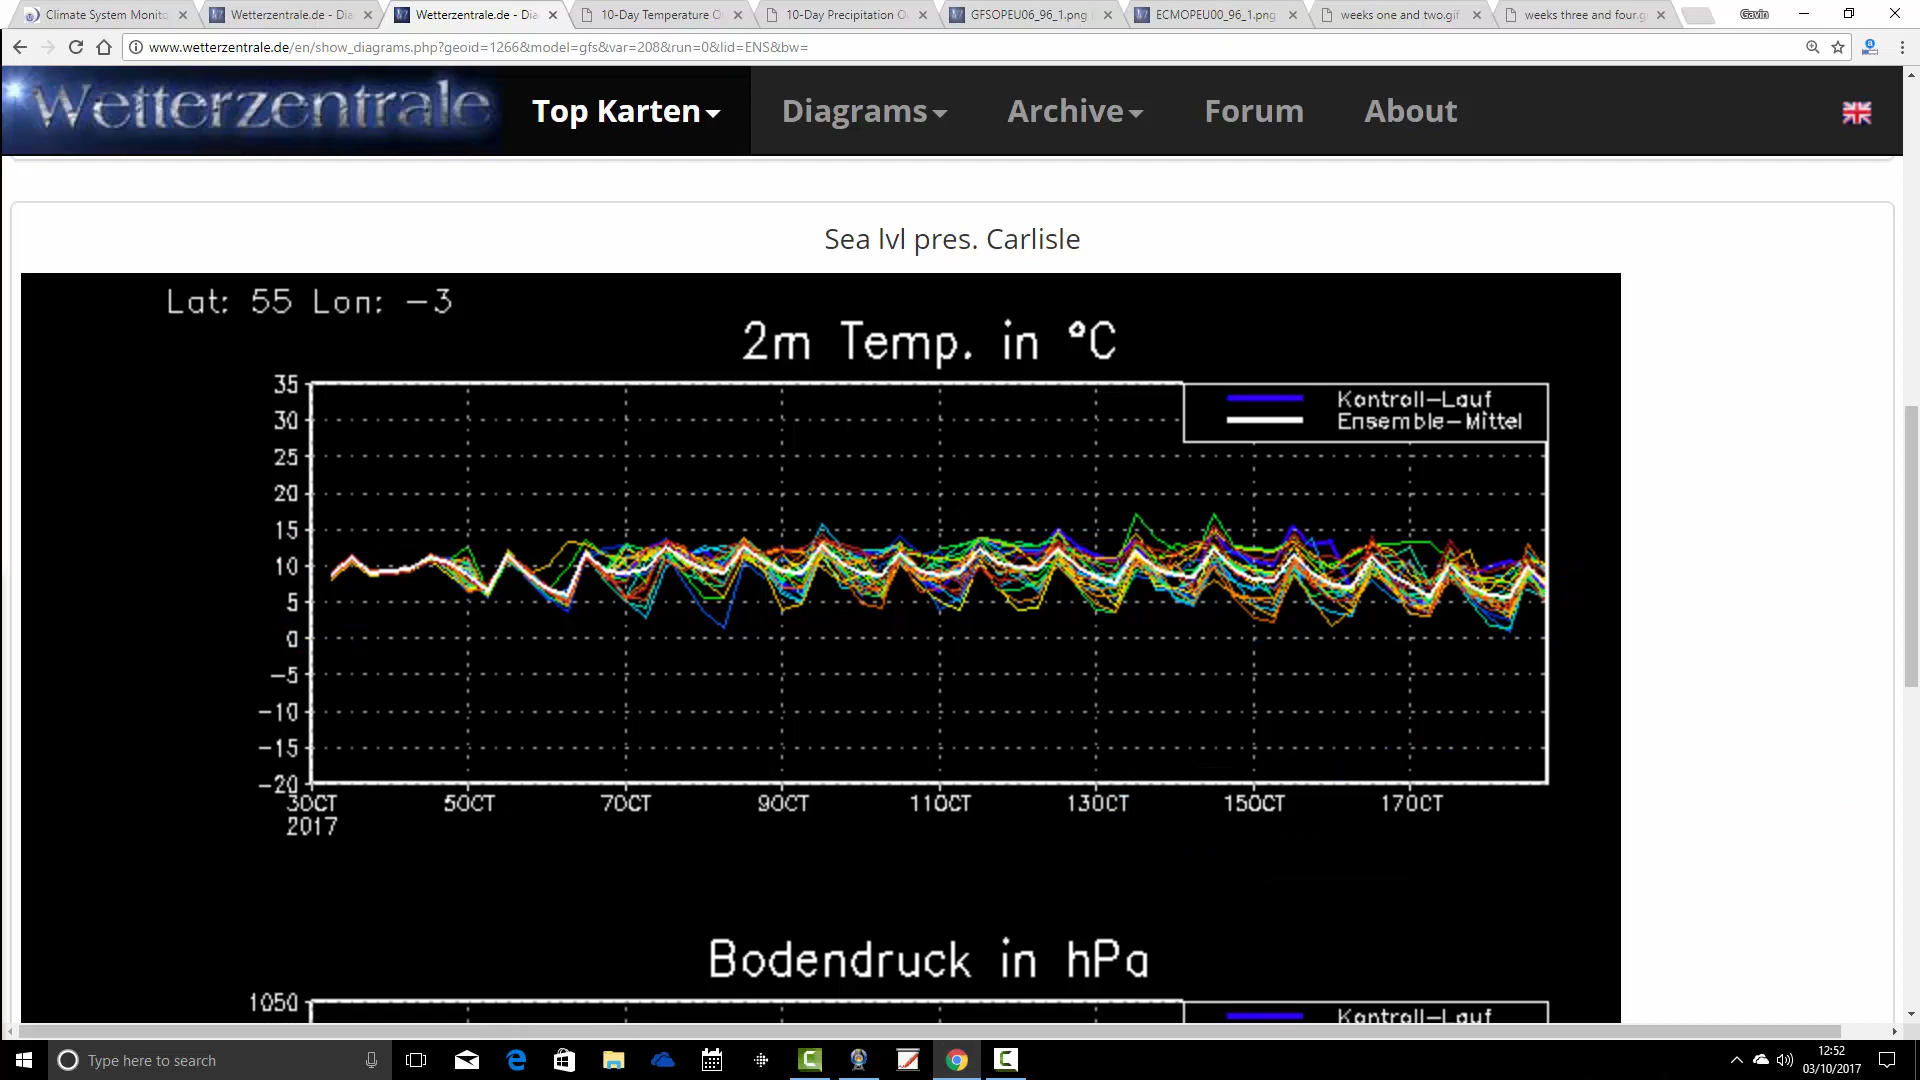 Climate System Monito
Wetterzentrale.de - Dia
Wetterzentrale.de - Dia
10-Day Temperature O
10-Day Precipitation O
GFSOPEU06_96_1.png
ECMOPEU00_96_1.png
weeks one and two.gif
weeks three and four.g
Gavin
www.wetterzentrale.de/en/show_diagrams.php?geoid=1266&model=gfs&var=208&run=0&lid=ENS&bw=
Wetterzentrale
Top Karten
Diagrams
Archive
Forum
About
Sea lvl pres. Carlisle
Lat: 55 Lon: -3
2m Temp. in °C
Kontroll-Lauf
Ensemble-Mittel
35
30
25
20
15
10
5
0
-5
-10
-15
-20
3OCT 5OCT 7OCT 9OCT 11OCT 13OCT 15OCT 17OCT
2017
Bodendruck in hPa
1050
Kontroll-Lauf
Type here to search
12:52
03/10/2017